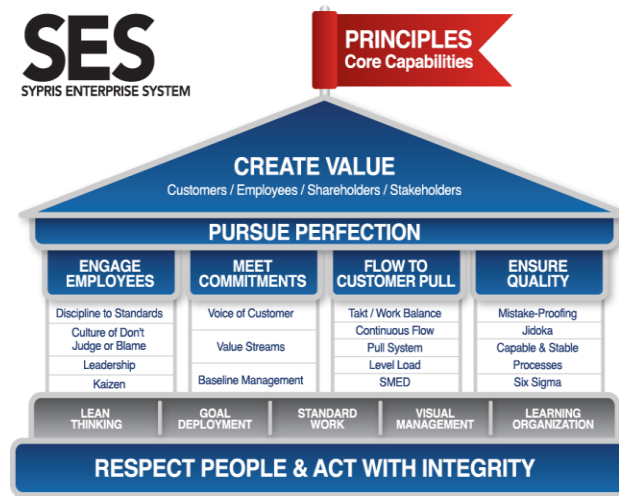 SES
SYPRIS ENTERPRISE SYSTEM
PRINCIPLES
Core Capabilities
CREATE VALUE
Customers / Employees / Shareholders / Stakeholders
PURSUE PERFECTION
ENGAGE
EMPLOYEES
Discipline to Standards
Culture of Don't
Judge or Blame
Leadership
Kaizen
MEET
COMMITMENTS
Voice of Customer
Value Streams
Baseline Management
FLOW TO
CUSTOMER PULL
Takt / Work Balance
Continuous Flow
Pull System
Level Load
SMED
ENSURE
QUALITY
Mistake-Proofing
Jidoka
Capable & Stable
Processes
Six Sigma
LEAN
THINKING
GOAL
DEPLOYMENT
STANDARD
WORK
VISUAL
MANAGEMENT
LEARNING
ORGANIZATION
RESPECT PEOPLE & ACT WITH INTEGRITY